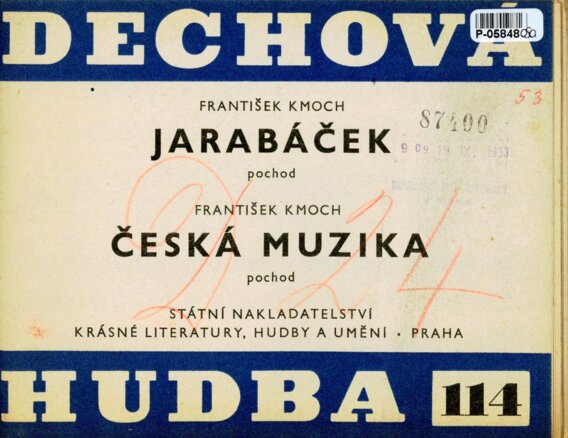 DECHOVÁ
P-05848
53
FRANTIŠEK KMOCH
87400
JARABÁČEK
pochod
FRANTIŠEK KMOCH
ČESKÁ MUZIKA
pochod
STÁTNÍ NAKLADATELSTVÍ
KRÁSNÉ LITERATURY, HUDBY A UMĚNÍ · PRAHA
HUDBA 114